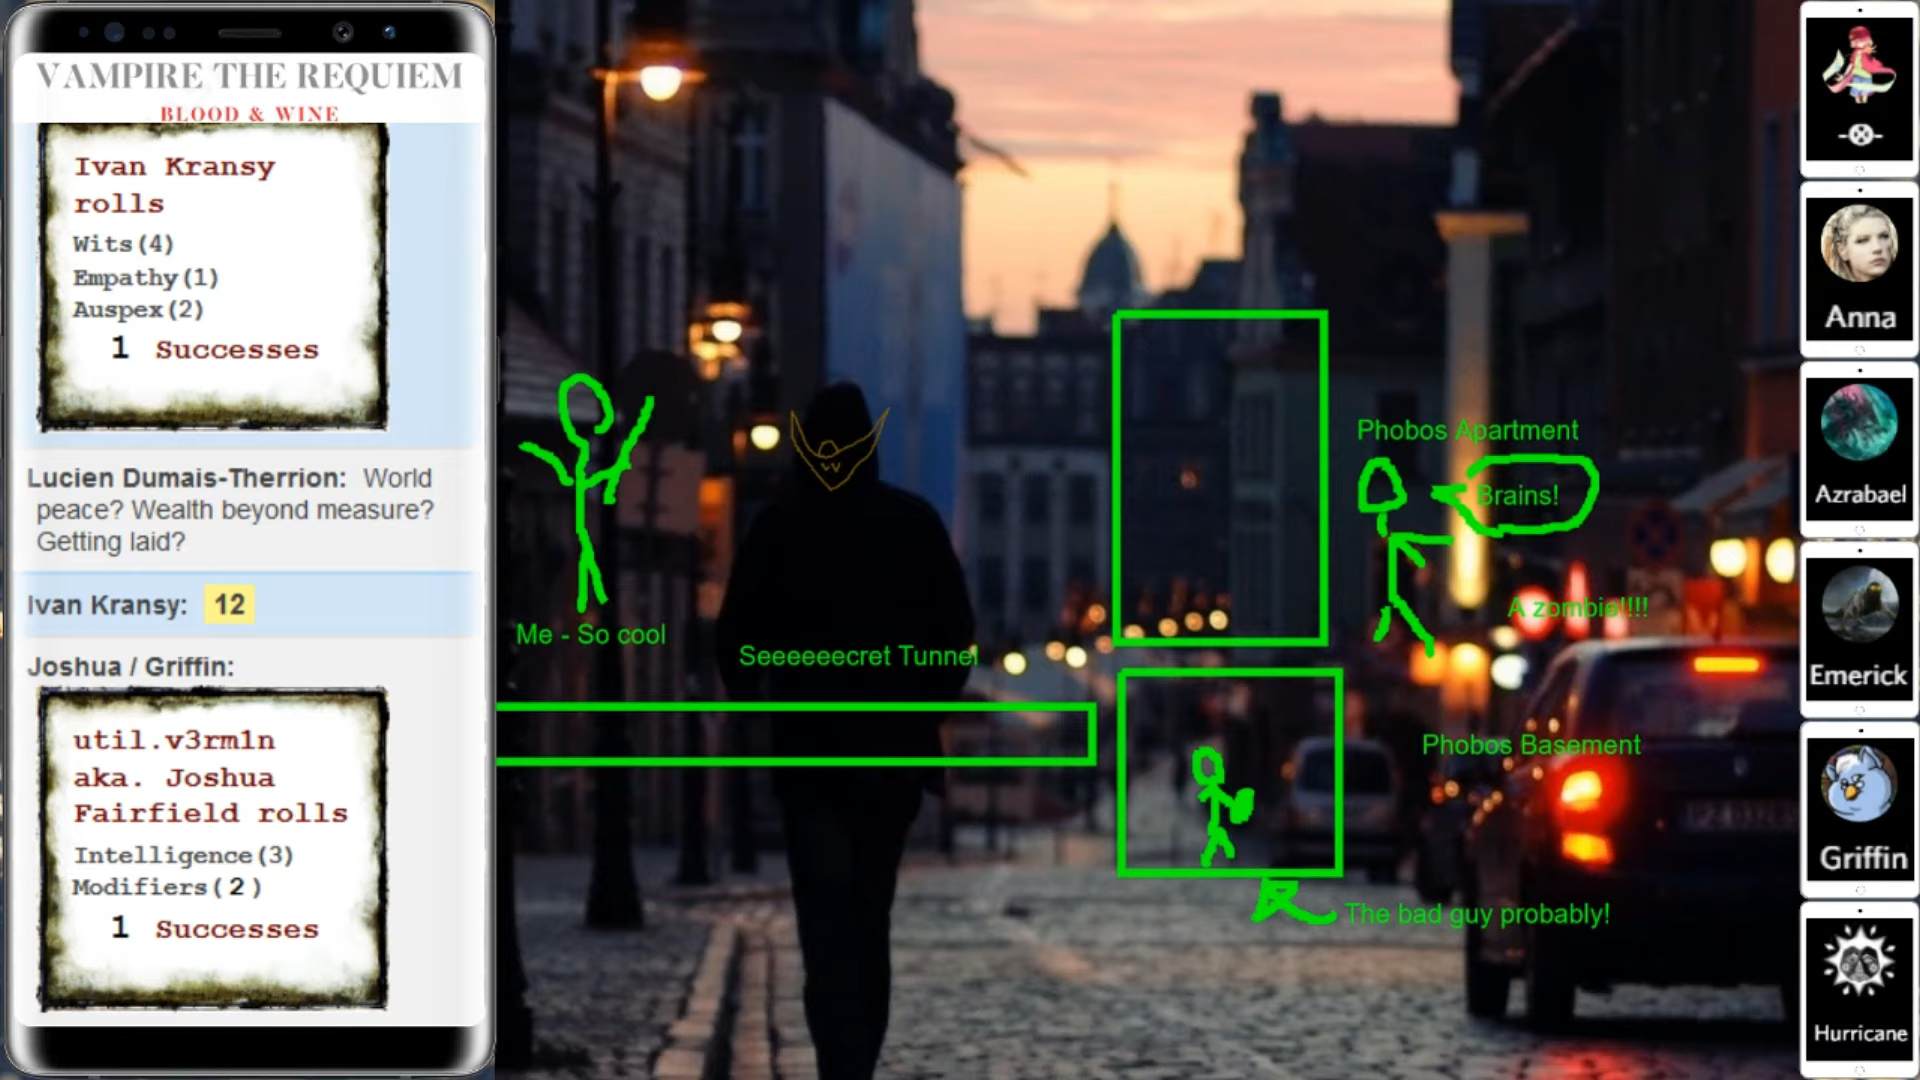 VAMPIRE THE REQUIEM
BLOOD & WINE
Ivan Kransy
rolls
Wits(4)
Empathy(1)
Auspex(2)
1 Successes
Lucien Dumais-Therrion: World
peace? Wealth beyond measure?
Getting laid?
Ivan Kransy: 12
Joshua / Griffin:
util.v3rm1n
aka. Joshua
Fairfield rolls
Intelligence(3)
Modifiers(2)
1 Successes
Me - So cool
Seeeeeecret Tunnel
Phobos Apartment
Brains!
A zombie!!!!
Phobos Basement
The bad guy probably!
Anna
Azrabael
Emerick
Griffin
Hurricane